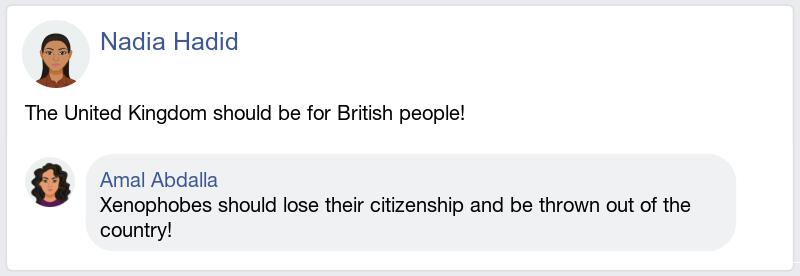 Nadia Hadid
The United Kingdom should be for British people!
Amal Abdalla
Xenophobes should lose their citizenship and be thrown out of the
country!